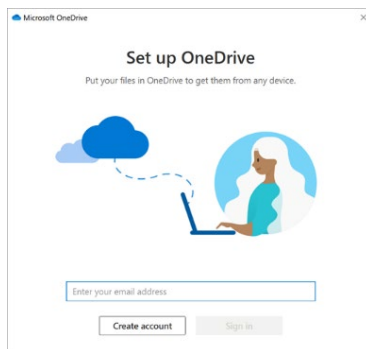 Microsoft OneDrive
Set up OneDrive
Put your files in OneDrive to get them from any device.
Enter your email address
Create account
Sign in